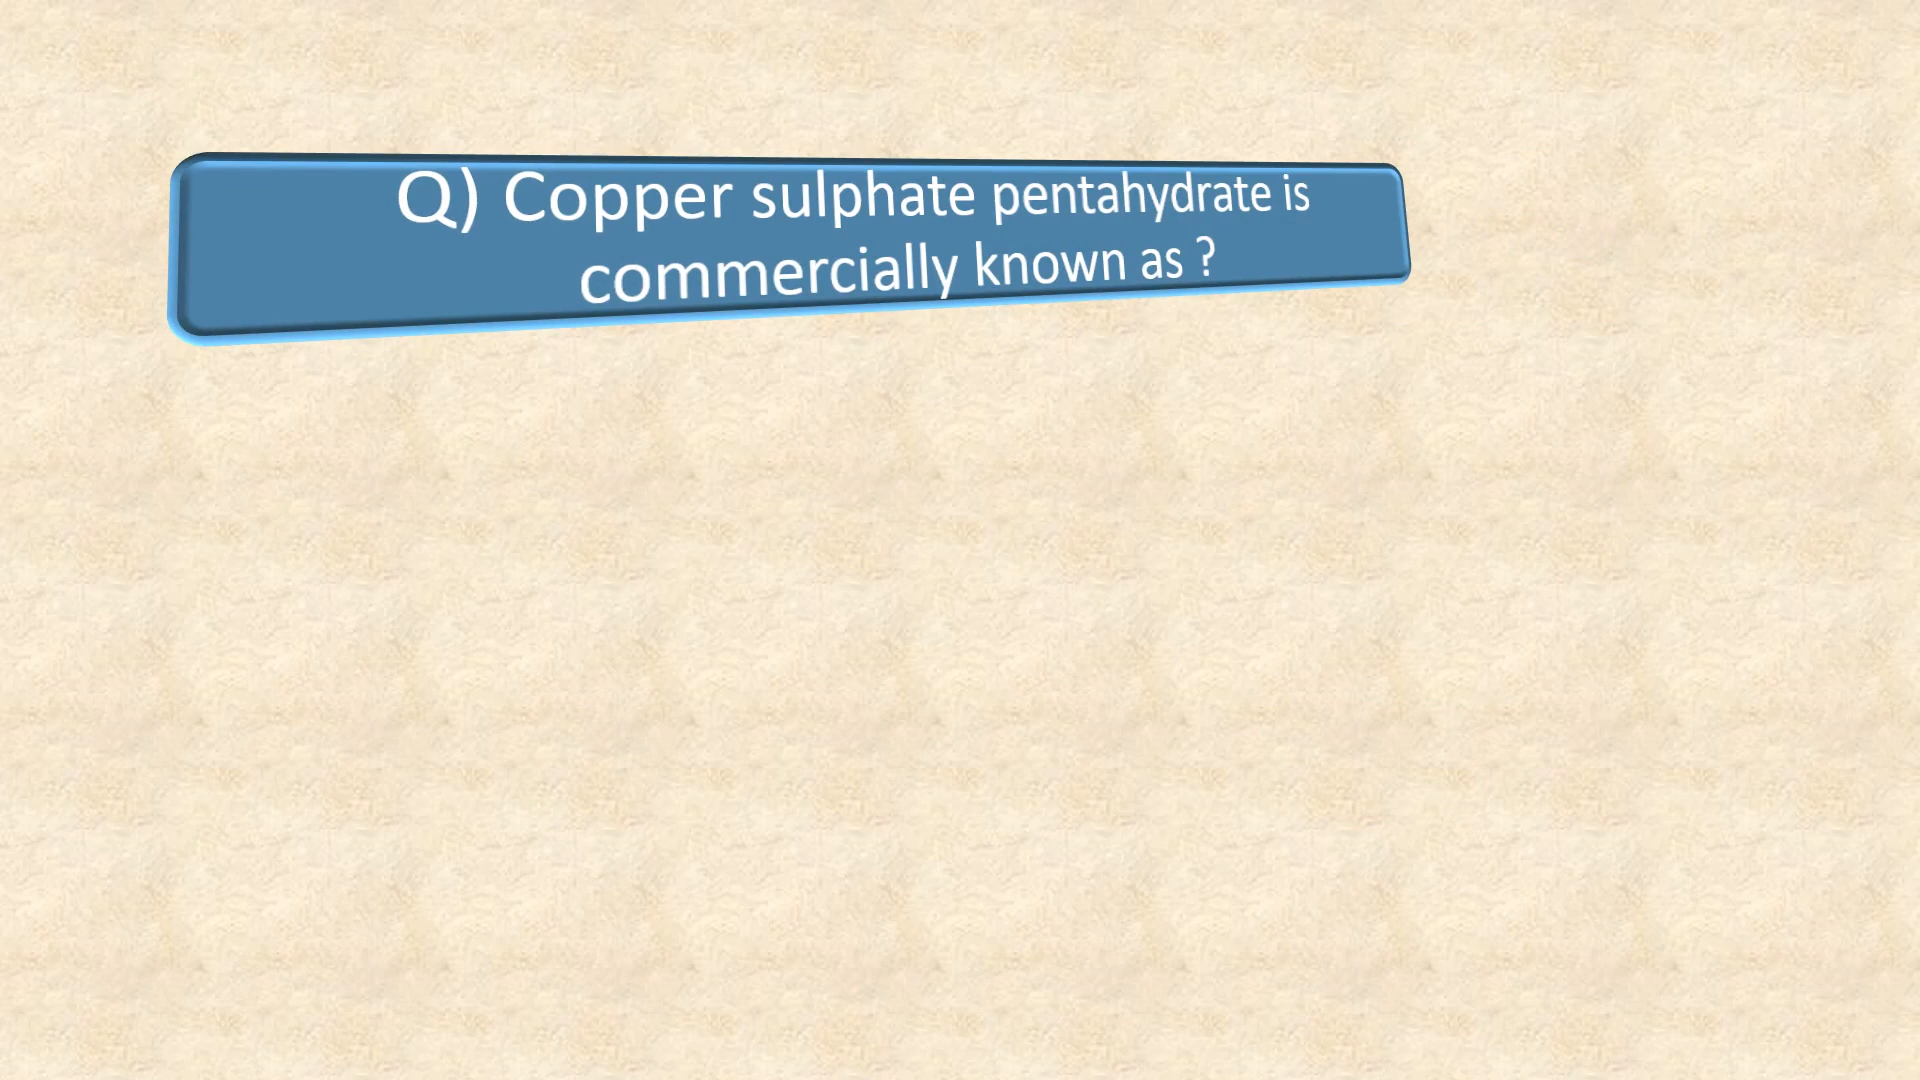 Q) Copper sulphate pentahydrate is
commercially known as ?